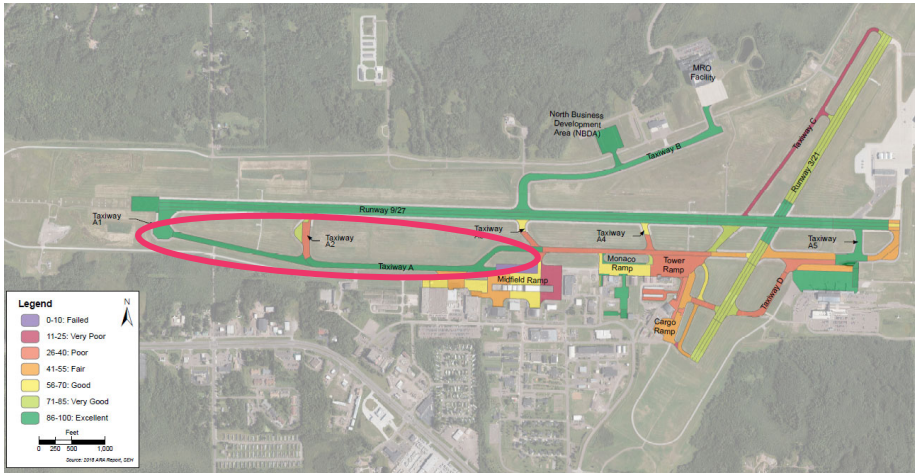 MRO
Facility
North Business
Development
Area (NBDA)
Taxiway C
Taxiway B
Runway 3/21
Runway 9/27
Taxiway
A1
Taxiway
A2
Taxiway
Taxiway
A4
Taxiway
A5
Taxiway A
Monaco
Ramp
Tower
Ramp
Midfield Ramp
Taxiway D
Cargo
Ramp
Legend
N
0-10: Failed
11-25: Very Poor
26-40: Poor
41-55: Fair
56-70: Good
71-85: Very Good
86-100: Excellent
Feet
0 250 500 1,000
Source: 2018 ARA Report, SEH